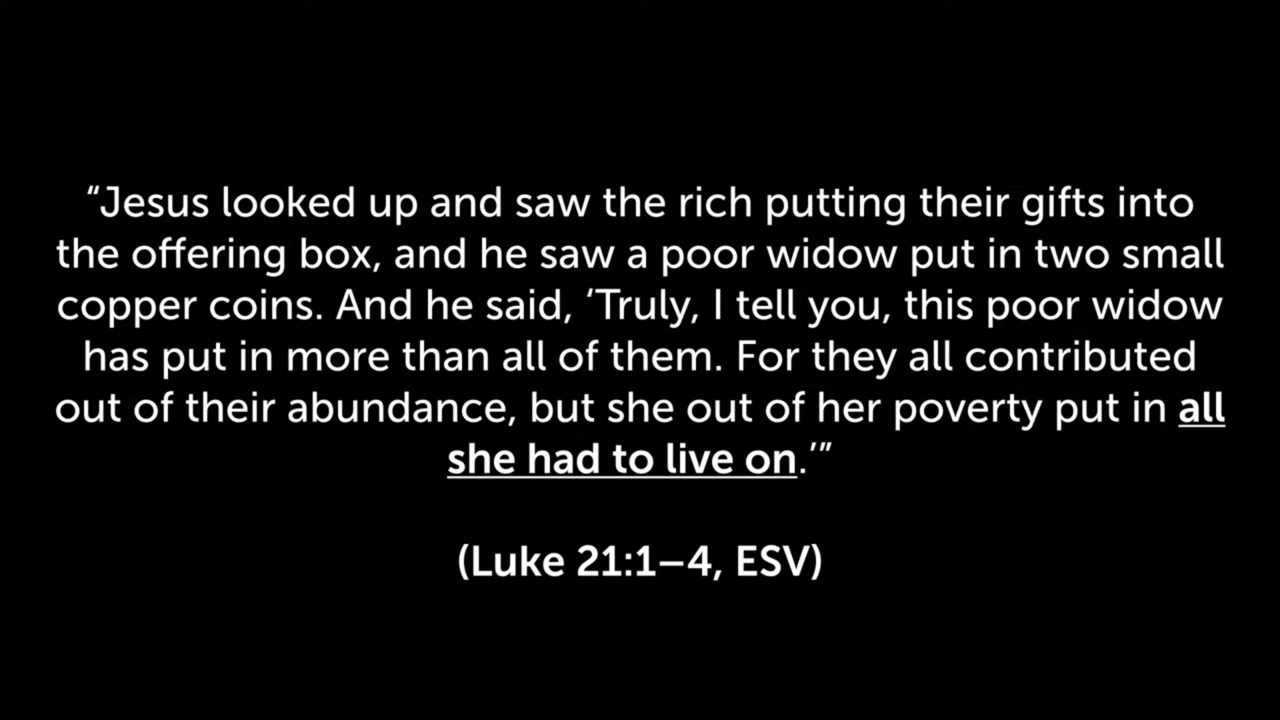 “Jesus looked up and saw the rich putting their gifts into
the offering box, and he saw a poor widow put in two small
copper coins. And he said, ‘Truly, I tell you, this poor widow
has put in more than all of them. For they all contributed
out of their abundance, but she out of her poverty put in all
she had to live on.’”
(Luke 21:1–4, ESV)